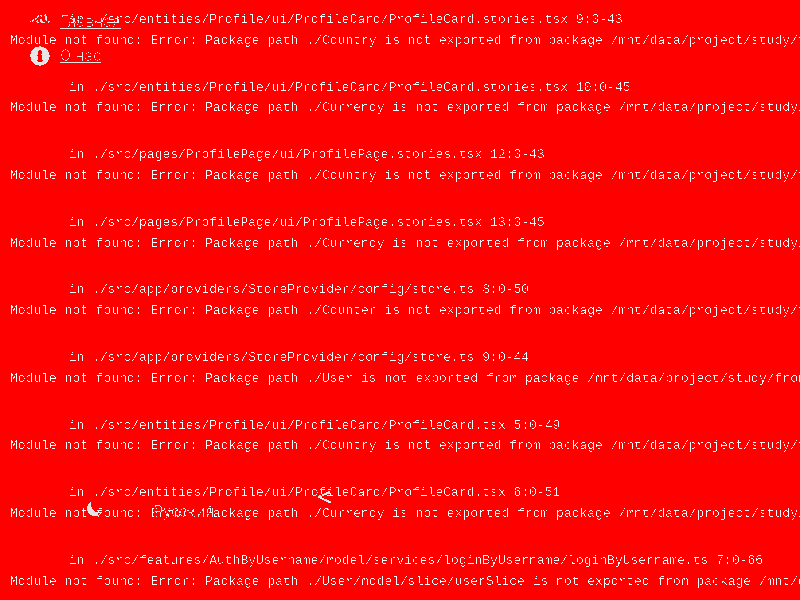 in ./src/entities/Profile/ui/ProfileCard/ProfileCard.stories.tsx 9:0-43
Module not found: Error: Package path ./Country is not exported from package /mnt/data/project/study/
О нас
in ./src/entities/Profile/ui/ProfileCard/ProfileCard.stories.tsx 10:0-45
Module not found: Error: Package path ./Currency is not exported from package /mnt/data/project/study
in ./src/pages/ProfilePage/ui/ProfilePage.stories.tsx 12:0-43
Module not found: Error: Package path ./Country is not exported from package /mnt/data/project/study/
in ./src/pages/ProfilePage/ui/ProfilePage.stories.tsx 13:0-45
Module not found: Error: Package path ./Currency is not exported from package /mnt/data/project/study
in ./src/app/providers/StoreProvider/config/store.ts 8:0-50
Module not found: Error: Package path ./Counter is not exported from package /mnt/data/project/study/
in ./src/app/providers/StoreProvider/config/store.ts 9:0-44
Module not found: Error: Package path ./User is not exported from package /mnt/data/project/study/fro
in ./src/entities/Profile/ui/ProfileCard/ProfileCard.tsx 5:0-49
Module not found: Error: Package path ./Country is not exported from package /mnt/data/project/study/
in ./src/entities/Profile/ui/ProfileCard/ProfileCard.tsx 6:0-51
<
Module not found: Error: Package path ./Currency is not exported from package /mnt/data/project/study
in ./src/features/AuthByUsername/model/services/loginByUsername/loginByUsername.ts 7:0-66
Module not found: Error: Package path ./User/model/slice/userSlice is not exported from package /mnt/